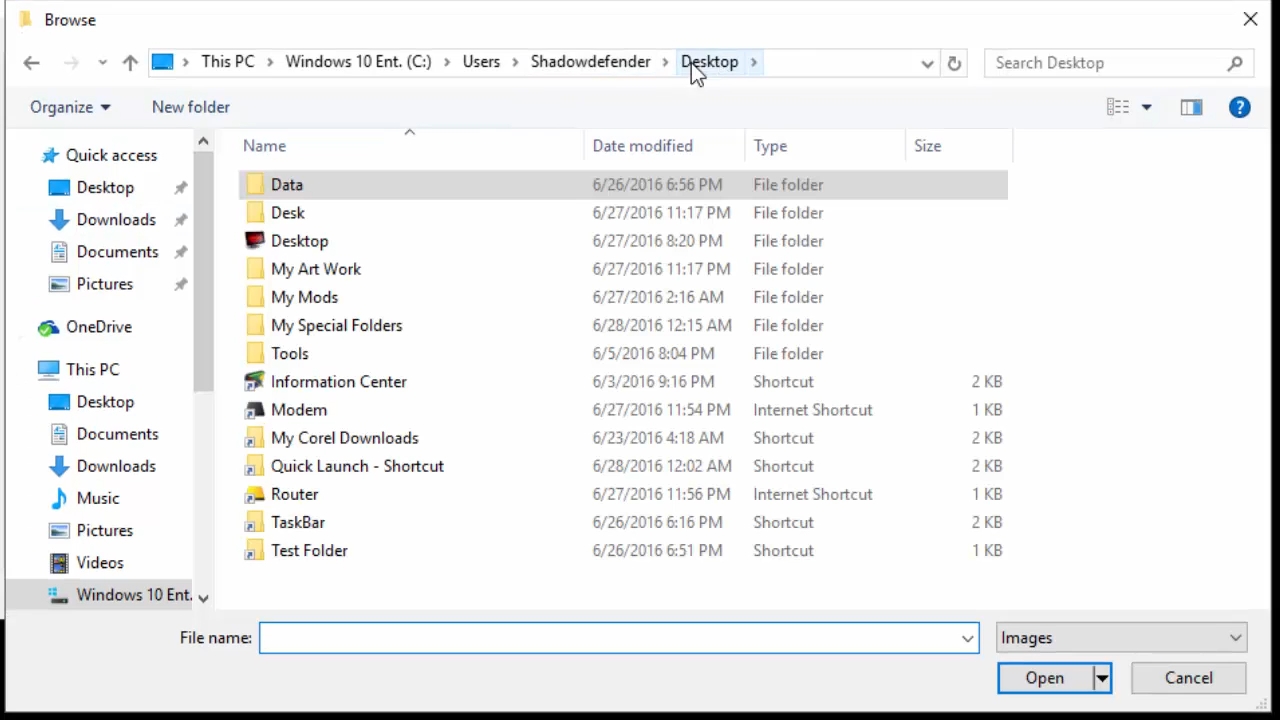 Browse
This PC Windows 10 Ent. (C:) Users Shadowdefender Desktop Search Desktop
Organize New folder
Name Date modified Type Size
Quick access
Desktop
Downloads
Documents
Pictures
OneDrive
This PC
Desktop
Documents
Downloads
Music
Pictures
Videos
Windows 10 Ent.
Data 6/26/2016 6:56 PM File folder
Desk 6/27/2016 11:17 PM File folder
Desktop 6/27/2016 8:20 PM File folder
My Art Work 6/27/2016 11:17 PM File folder
My Mods 6/27/2016 2:16 AM File folder
My Special Folders 6/28/2016 12:15 AM File folder
Tools 6/5/2016 8:04 PM File folder
Information Center 6/3/2016 9:16 PM Shortcut 2 KB
Modem 6/27/2016 11:54 PM Internet Shortcut 1 KB
My Corel Downloads 6/23/2016 4:18 AM Shortcut 2 KB
Quick Launch - Shortcut 6/28/2016 12:02 AM Shortcut 2 KB
Router 6/27/2016 11:56 PM Internet Shortcut 1 KB
TaskBar 6/26/2016 6:16 PM Shortcut 2 KB
Test Folder 6/26/2016 6:51 PM Shortcut 1 KB
File name: Images
Open Cancel